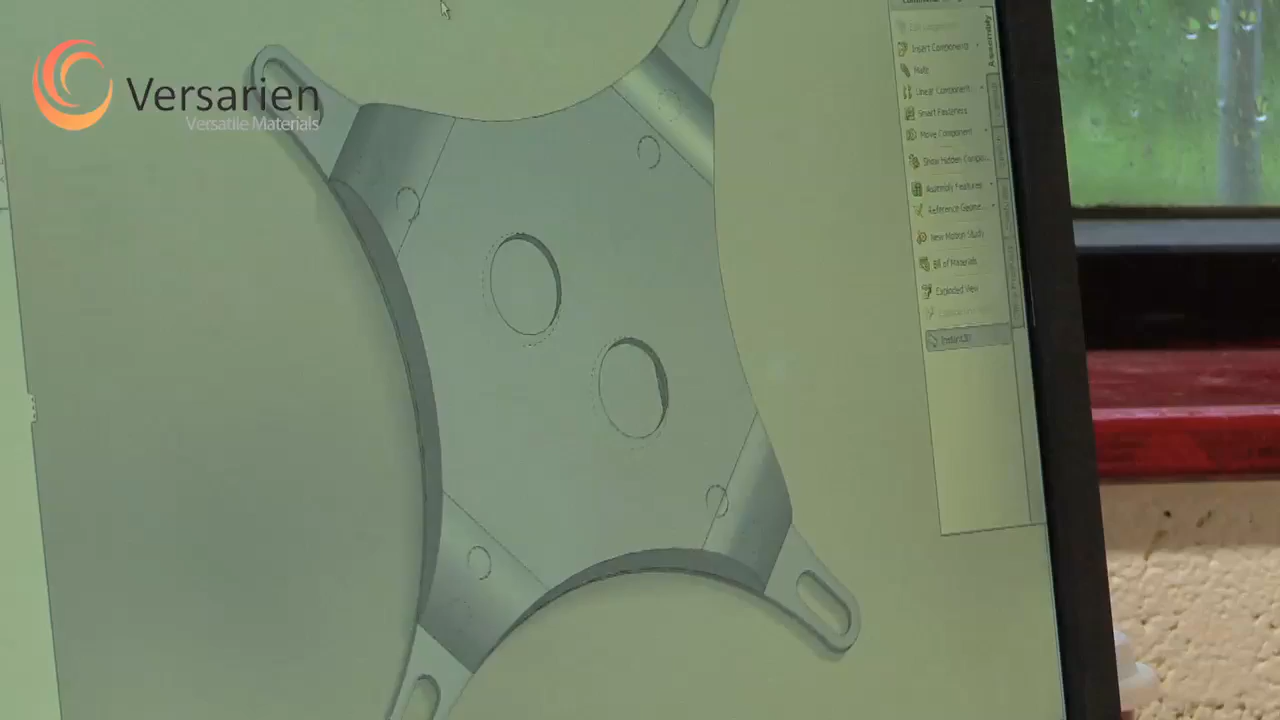 Versarien
Versatile Materials
Assembly
Insert Components
Mate
Linear Component...
Smart Fasteners
Move Component
Show Hidden Compo...
Assembly Features
Reference Geome...
New Motion Study
Bill of Materials
Exploded View
Instant3D